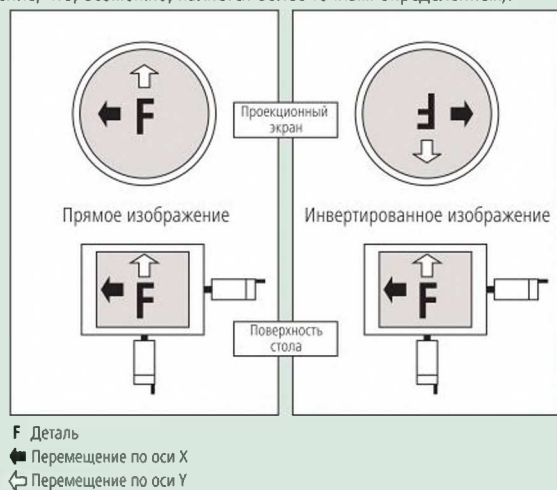 F
F
Проекционный
экран
Прямое изображение
Инвертированное изображение
F
F
Поверхность
стола
F Деталь
Перемещение по оси X
Перемещение по оси Y